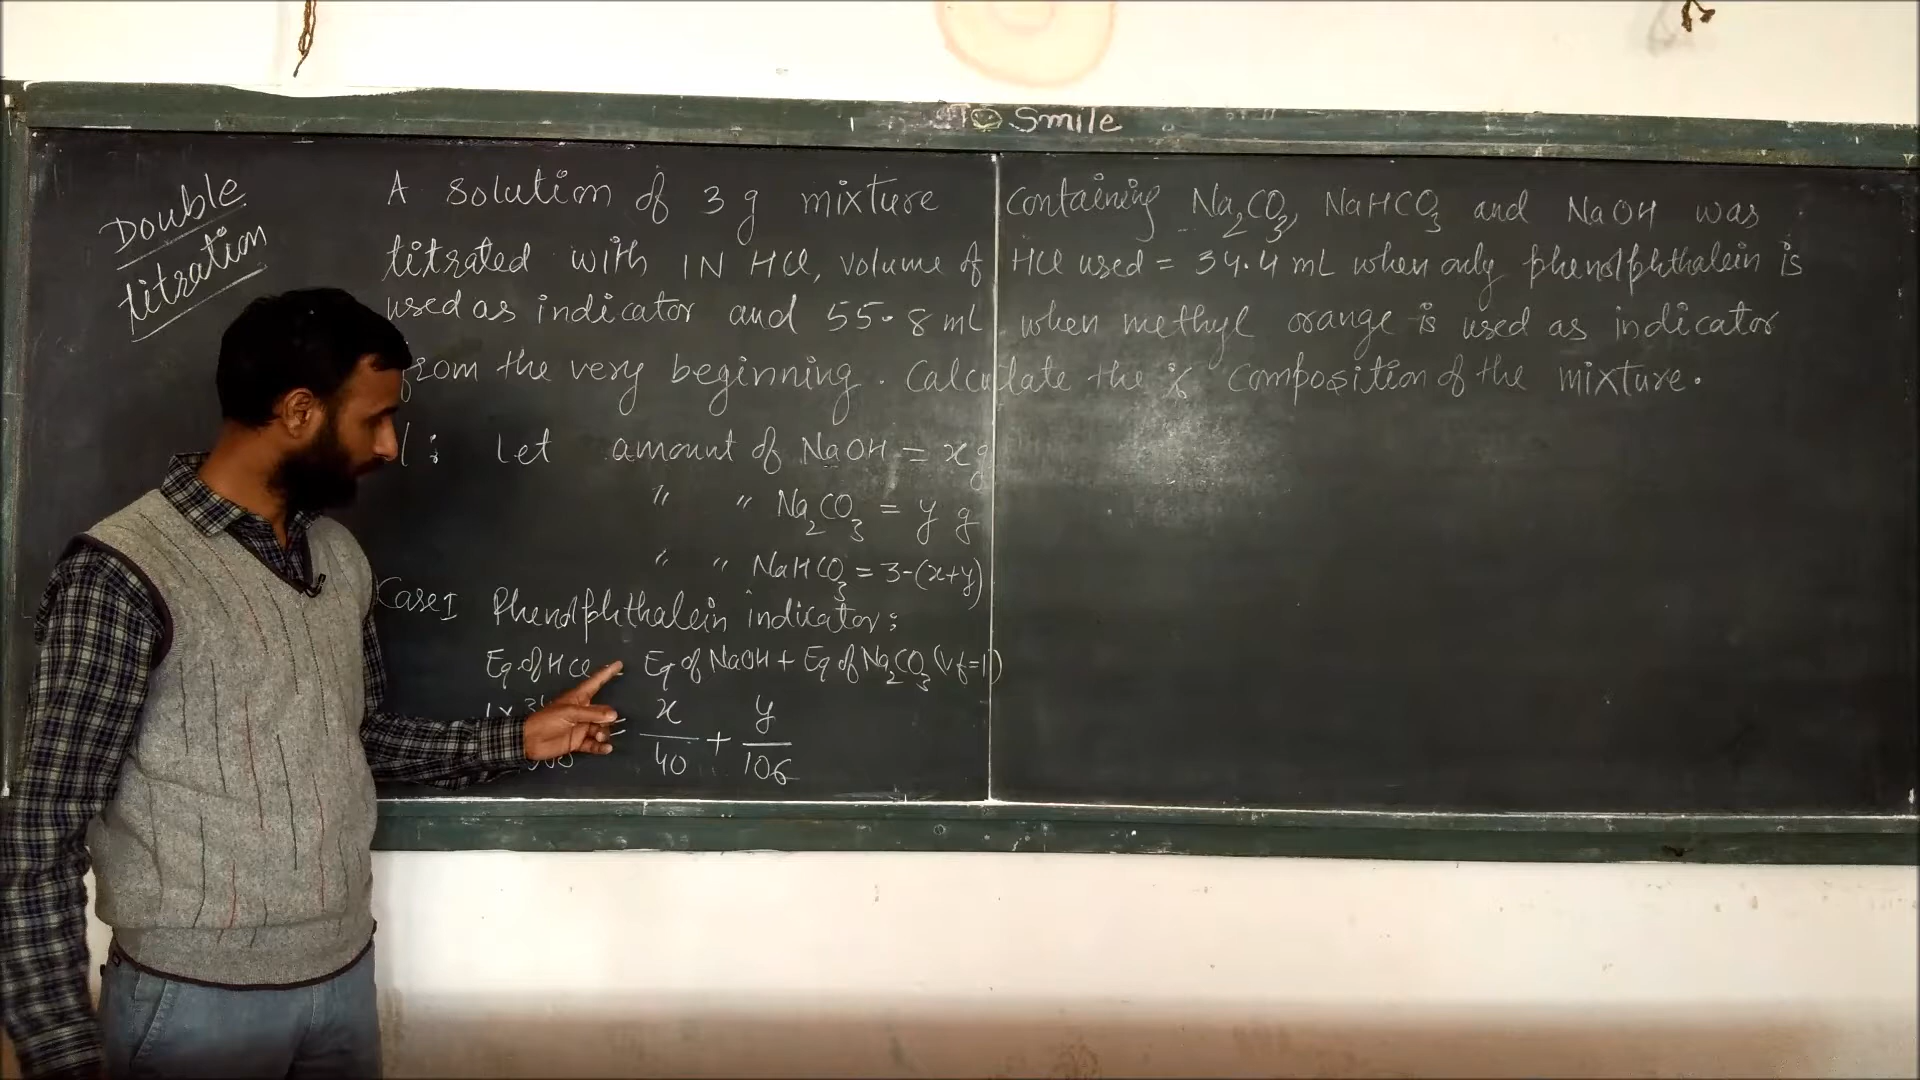 Smile
Double
titration
A solution of 3 g mixture containing Na2CO3, NaHCO3 and NaOH was
titrated with 1N HCl, volume of HCl used = 34.4 mL when only phenolphthalein is
used as indicator and 55.8 mL when methyl orange is used as indicator
from the very beginning. Calculate the % composition of the mixture.
Let amount of NaOH = x g
〃 〃 Na2CO3 = y g
〃 〃 NaHCO3 = 3-(x+y)
Case I Phenolphthalein indicator:
Eq. of HCl = Eq. of NaOH + Eq. of Na2CO3 (v.f=1)
= x/40 + y/106